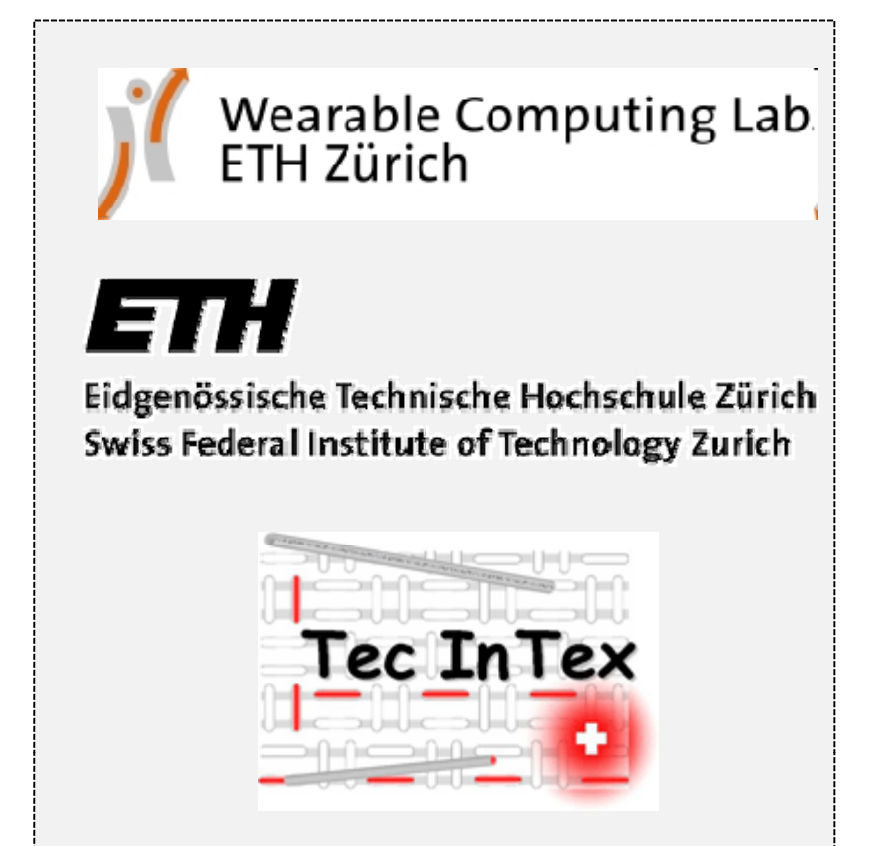 Wearable Computing Lab.
ETH Zürich
ETH
Eidgenössische Technische Hochschule Zürich
Swiss Federal Institute of Technology Zurich
Tec InTex